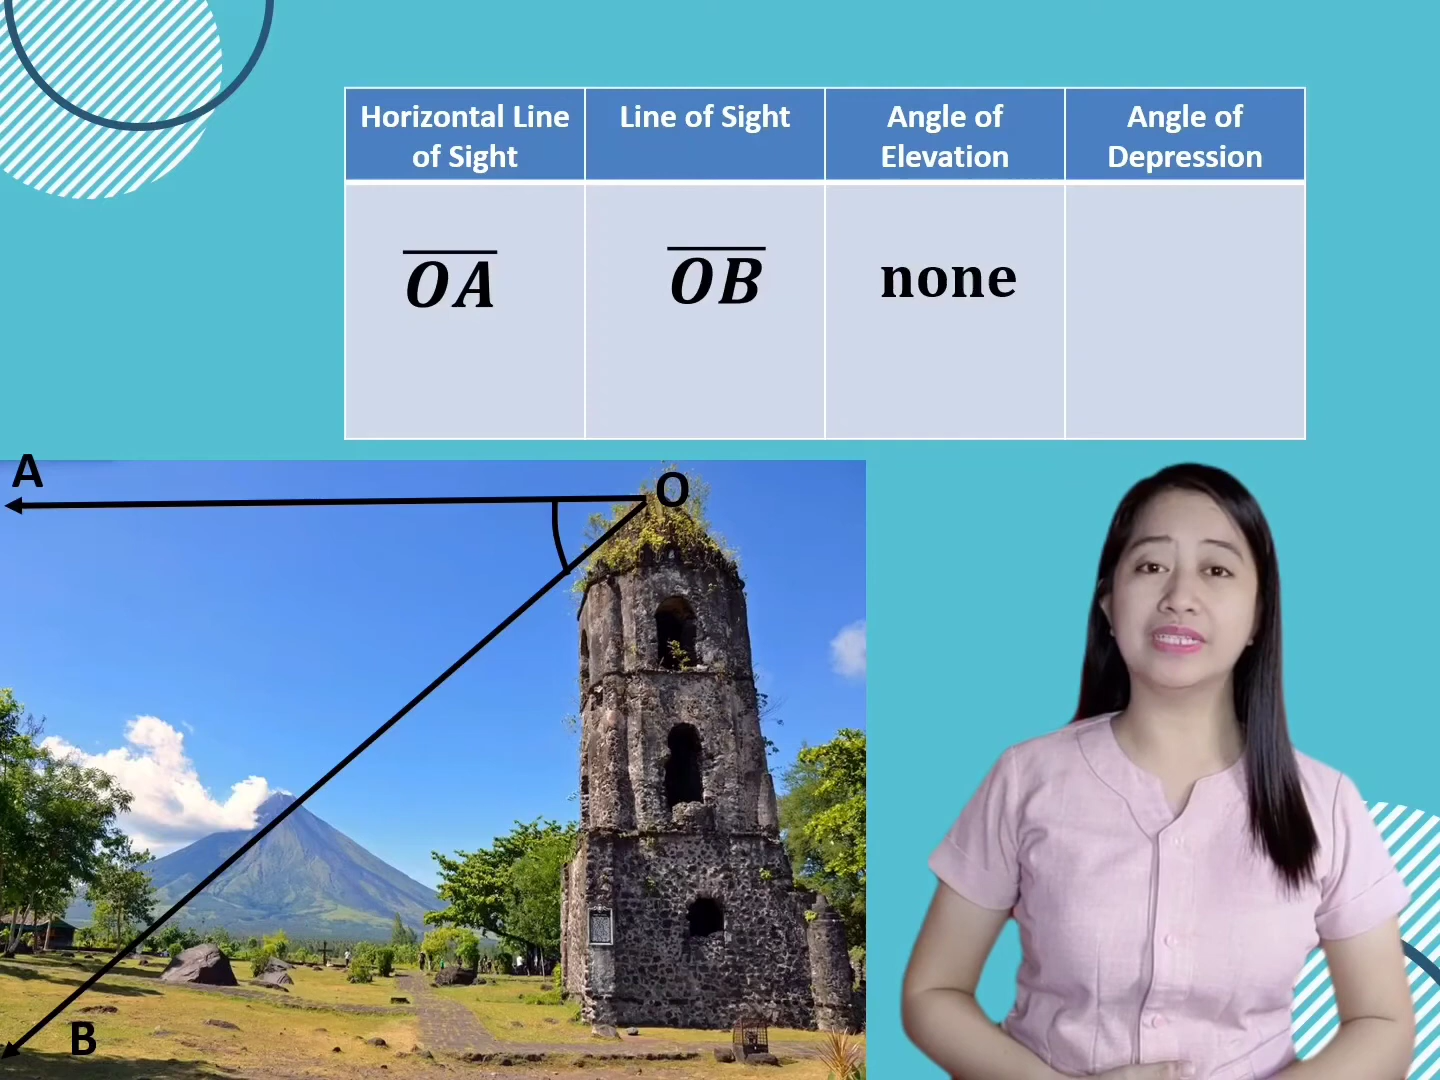 Horizontal Line
of Sight
Line of Sight
Angle of
Elevation
Angle of
Depression
OA
OB
none
A
O
B